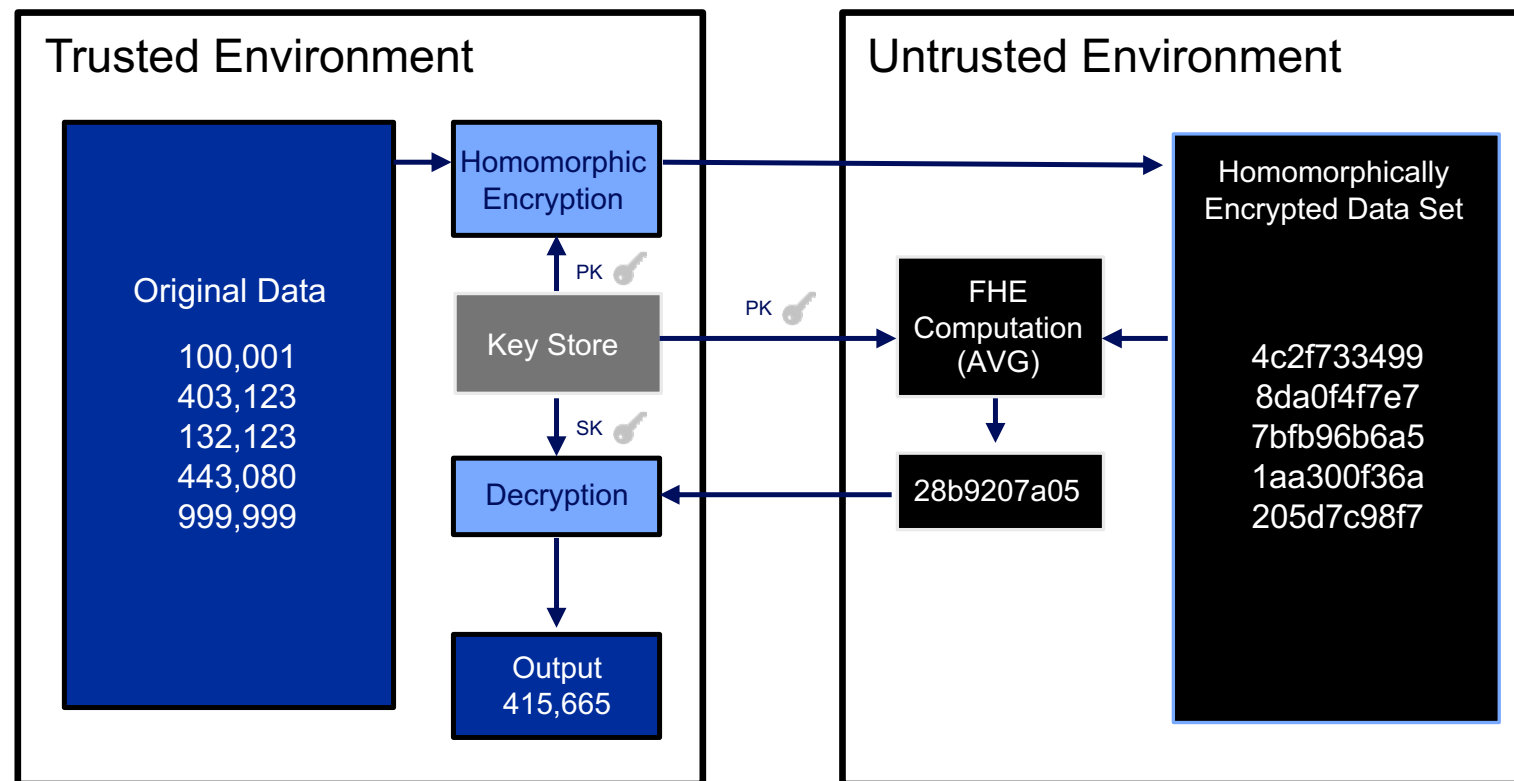 Trusted Environment
Original Data
100,001
403,123
132,123
443,080
999,999
Homomorphic
Encryption
PK
Key Store
SK
Decryption
Output
415,665
PK
Untrusted Environment
FHE
Computation
(AVG)
28b9207a05
Homomorphically
Encrypted Data Set
4c2f733499
8da0f4f7e7
7bfb96b6a5
1aa300f36a
205d7c98f7